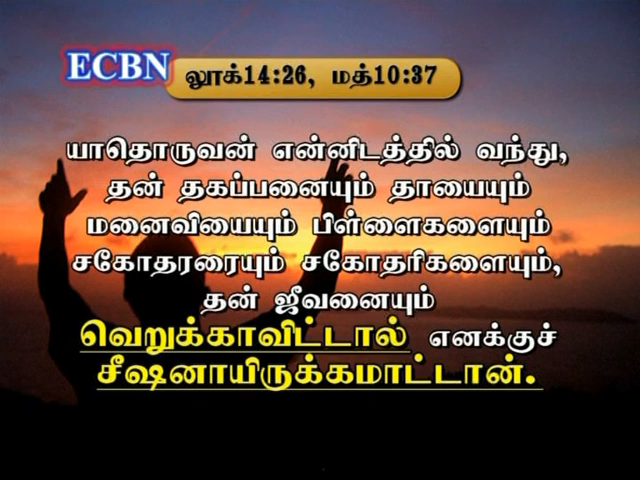 ECBN லூக்14:26, மத்10:37
யாதொருவன் என்னிடத்தில் வந்து,
தன் தகப்பனையும் தாயையும்
மனைவியையும் பிள்ளைகளையும்
சகோதரரையும் சகோதரிகளையும்,
தன் ஜீவனையும்
வெறுக்காவிட்டால் எனக்குச்
சீஷனாயிருக்கமாட்டான்.